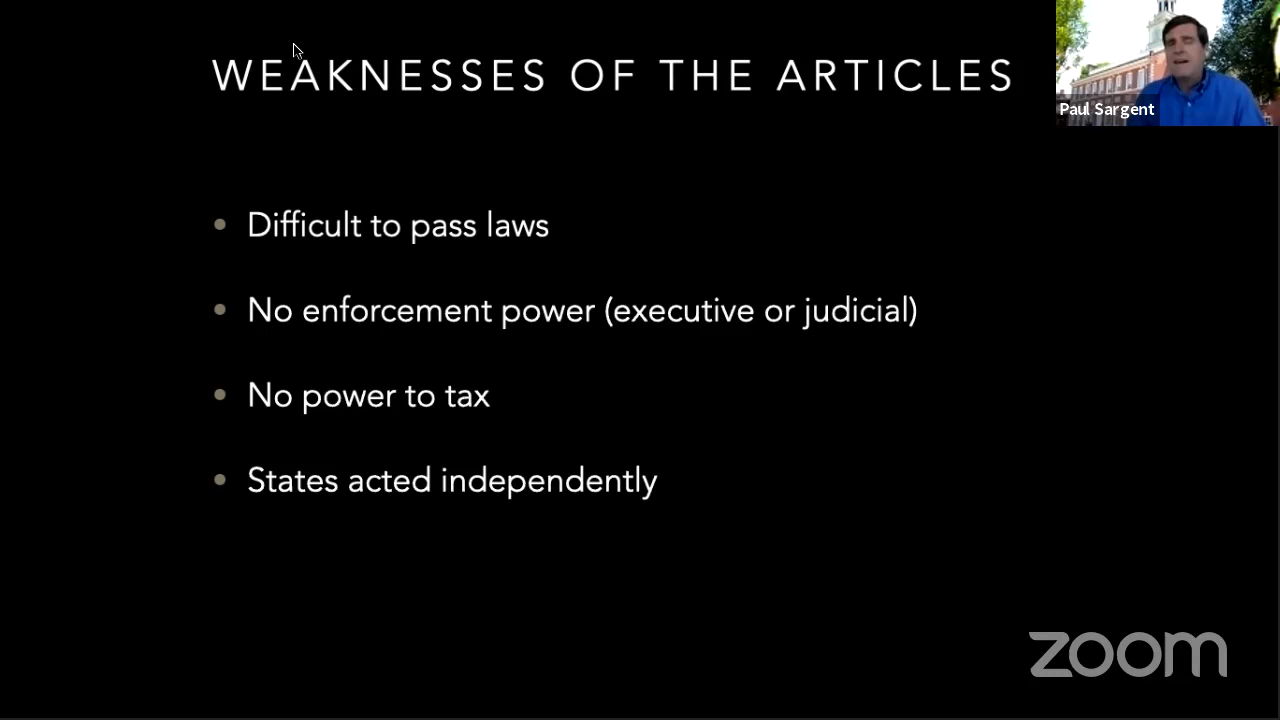 WEAKNESSES OF THE ARTICLES
Paul Sargent
• Difficult to pass laws
• No enforcement power (executive or judicial)
• No power to tax
• States acted independently
zoom